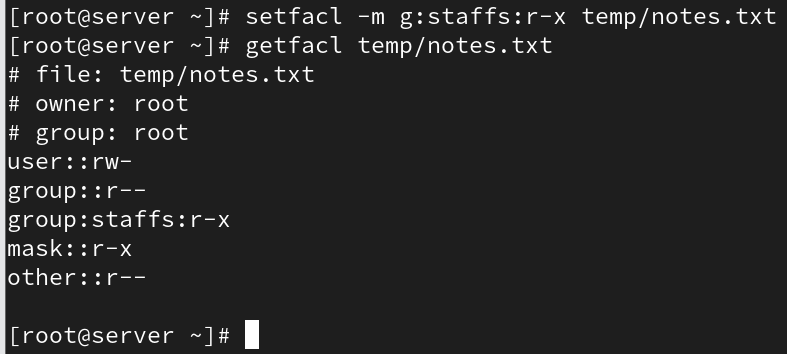 [root@server ~]# setfacl -m g:staffs:r-x temp/notes.txt
[root@server ~]# getfacl temp/notes.txt
# file: temp/notes.txt
# owner: root
# group: root
user::rw-
group::r--
group:staffs:r-x
mask::r-x
other::r--
[root@server ~]#